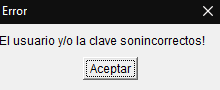 Error
El usuario y/o la clave sonincorrectos!
Aceptar